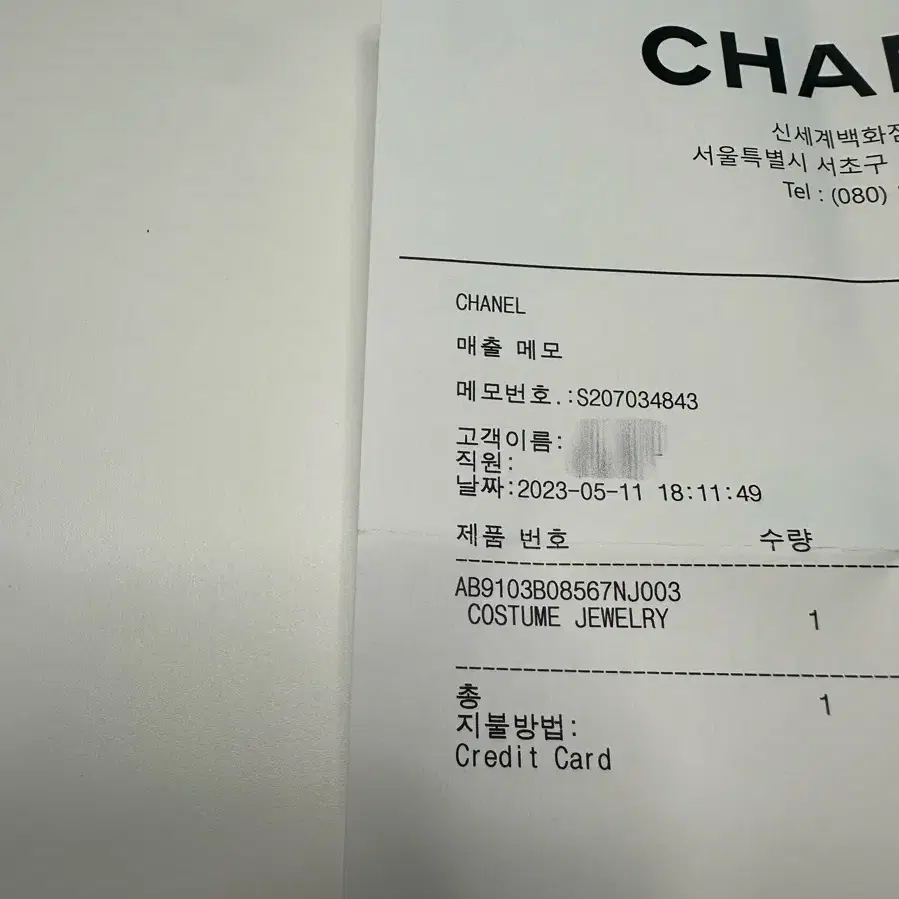 CHA
신세계백화점
서울특별시 서초구
Tel : (080)
CHANEL
매출 메모
메모번호.:S207034843
고객이름:
직원:
날짜:2023-05-11 18:11:49
제품 번호 수량
AB9103B08567NJ003
COSTUME JEWELRY 1
총 1
지불방법:
Credit Card